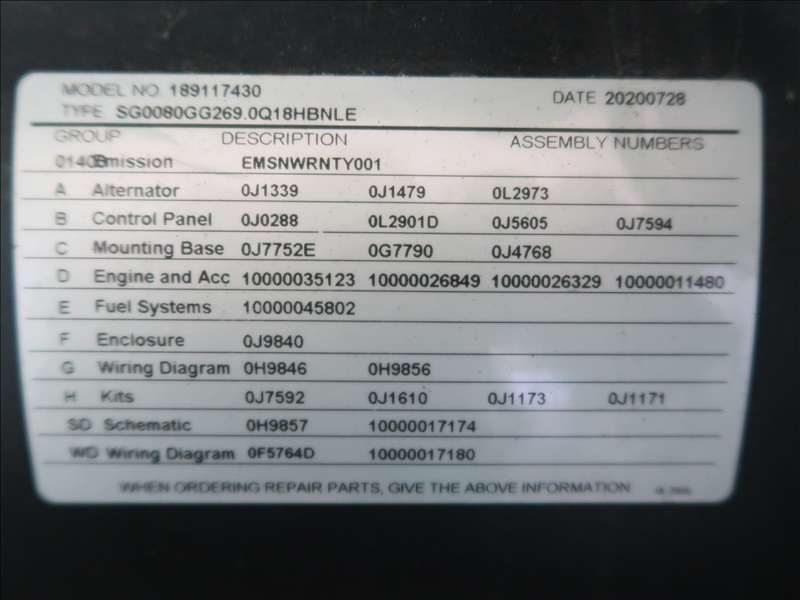 MODEL NO. 189117430 DATE 20200728
TYPE SG0080GG269.0Q18HBNLE
GROUP DESCRIPTION ASSEMBLY NUMBERS
Emission EMSNWRNTY001
A Alternator 0J1339 0J1479 0L2973
B Control Panel 0J0288 0L2901D 0J5605 0J7594
C Mounting Base 0J7752E 0G7790 0J4768
D Engine and Acc 10000035123 10000026849 10000026329 10000011480
E Fuel Systems 10000045802
F Enclosure 0J9840
G Wiring Diagram 0H9846 0H9856
H Kits 0J7592 0J1610 0J1173 0J1171
SD Schematic 0H9857 10000017174
WD Wiring Diagram 0F5764D 10000017180
WHEN ORDERING REPAIR PARTS, GIVE THE ABOVE INFORMATION